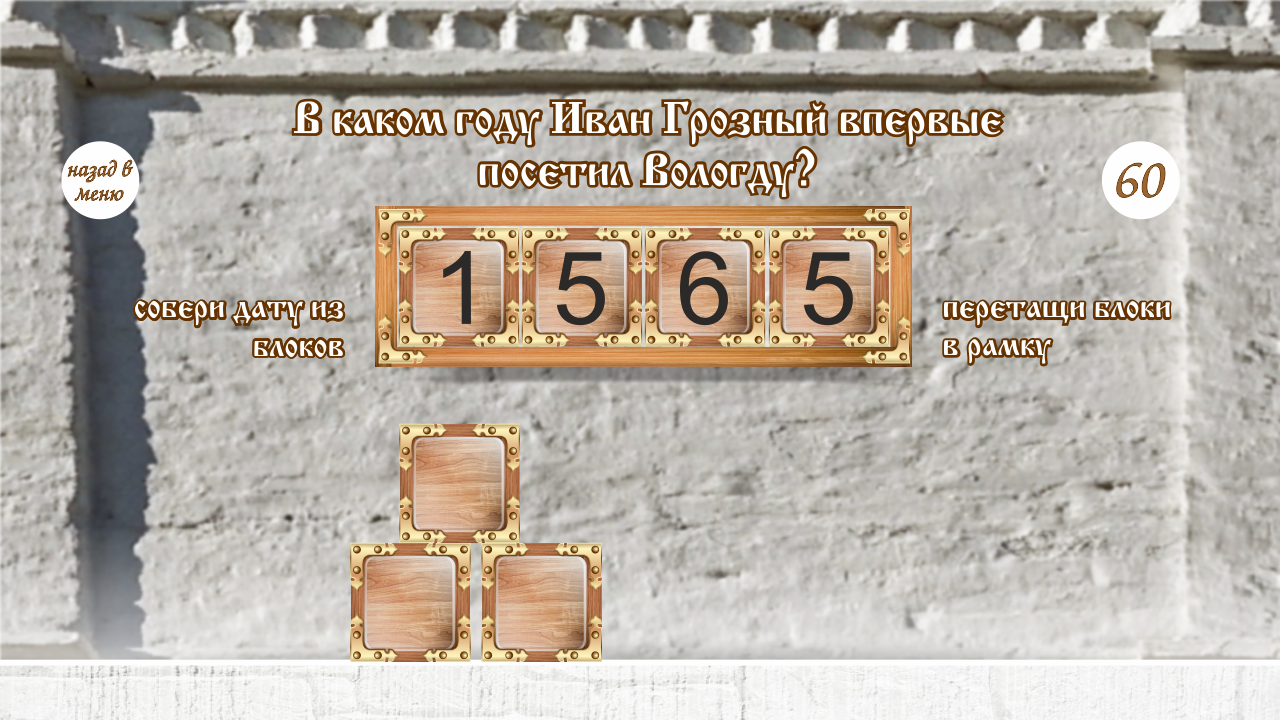 В каком году Иван Грозный впервые
посетил Вологду?
назад в
меню
60
1 5 6 5
собери дату из
блоков
перетащи блоки
в рамку